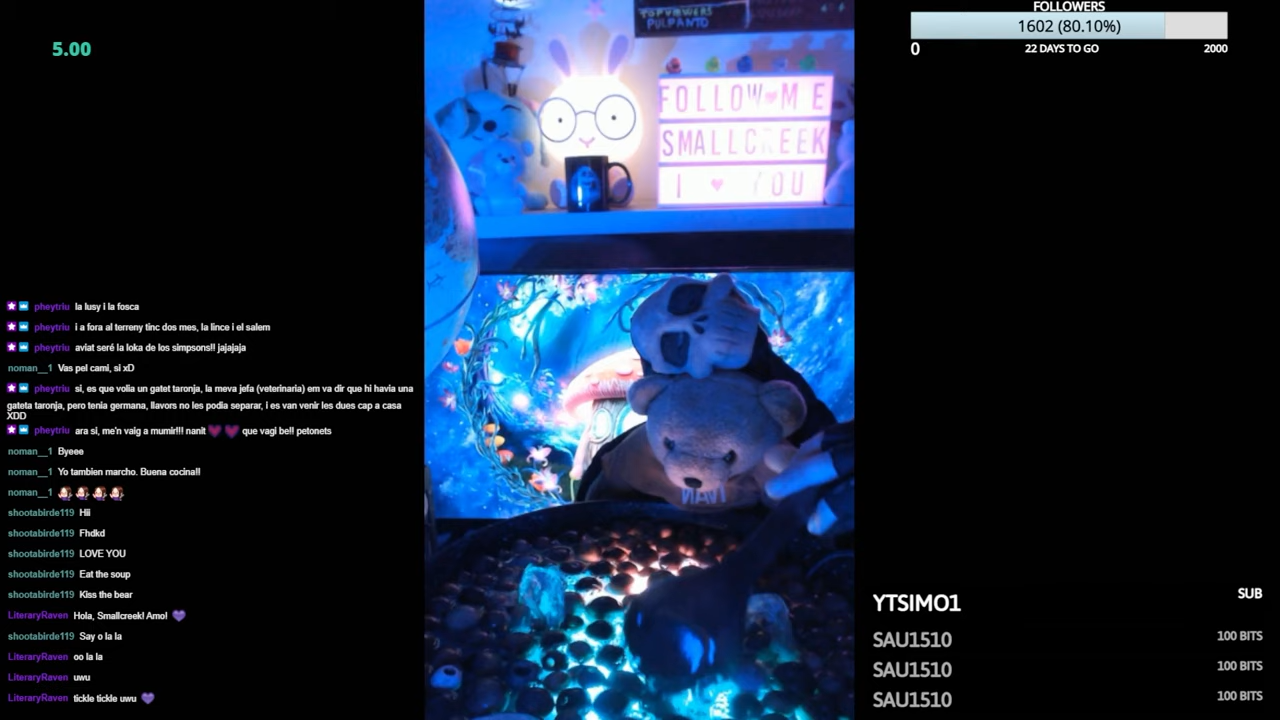 5.00
FOLLOWERS
1602 (80.10%)
0 22 DAYS TO GO 2000
FOLLOW♥ME
SMALLCREEK
I ♥ YOU
pheytriu la lusy i la fosca
pheytriu i a fora al terreny tinc dos mes, la lince i el salem
pheytriu aviat seré la loka de los simpsons!! jajajaja
noman__1 Vas pel cami, si xD
pheytriu si, es que volia un gatet taronja, la meva jefa (veterinaria) em va dir que hi havia una
gateta taronja, pero tenia germana, llavors no les podia separar, i es van venir les dues cap a casa
XDD
pheytriu ara si, me'n vaig a mumir!!! nanit 💜 💜 que vagi be!! petonets
noman__1 Byeee
noman__1 Yo tambien marcho. Buena cocina!!
noman__1
shootabirde119 Hii
shootabirde119 Fhdkd
shootabirde119 LOVE YOU
shootabirde119 Eat the soup
shootabirde119 Kiss the bear
LiteraryRaven Hola, Smallcreek! Amo! 💜
shootabirde119 Say o la la
LiteraryRaven oo la la
LiteraryRaven uwu
LiteraryRaven tickle tickle uwu 💜
YTSIMO1 SUB
SAU1510 100 BITS
SAU1510 100 BITS
SAU1510 100 BITS